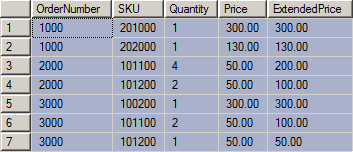 OrderNumber SKU Quantity Price ExtendedPrice
1 1000 201000 1 300.00 300.00
2 1000 202000 1 130.00 130.00
3 2000 101100 4 50.00 200.00
4 2000 101200 2 50.00 100.00
5 3000 100200 1 300.00 300.00
6 3000 101100 2 50.00 100.00
7 3000 101200 1 50.00 50.00